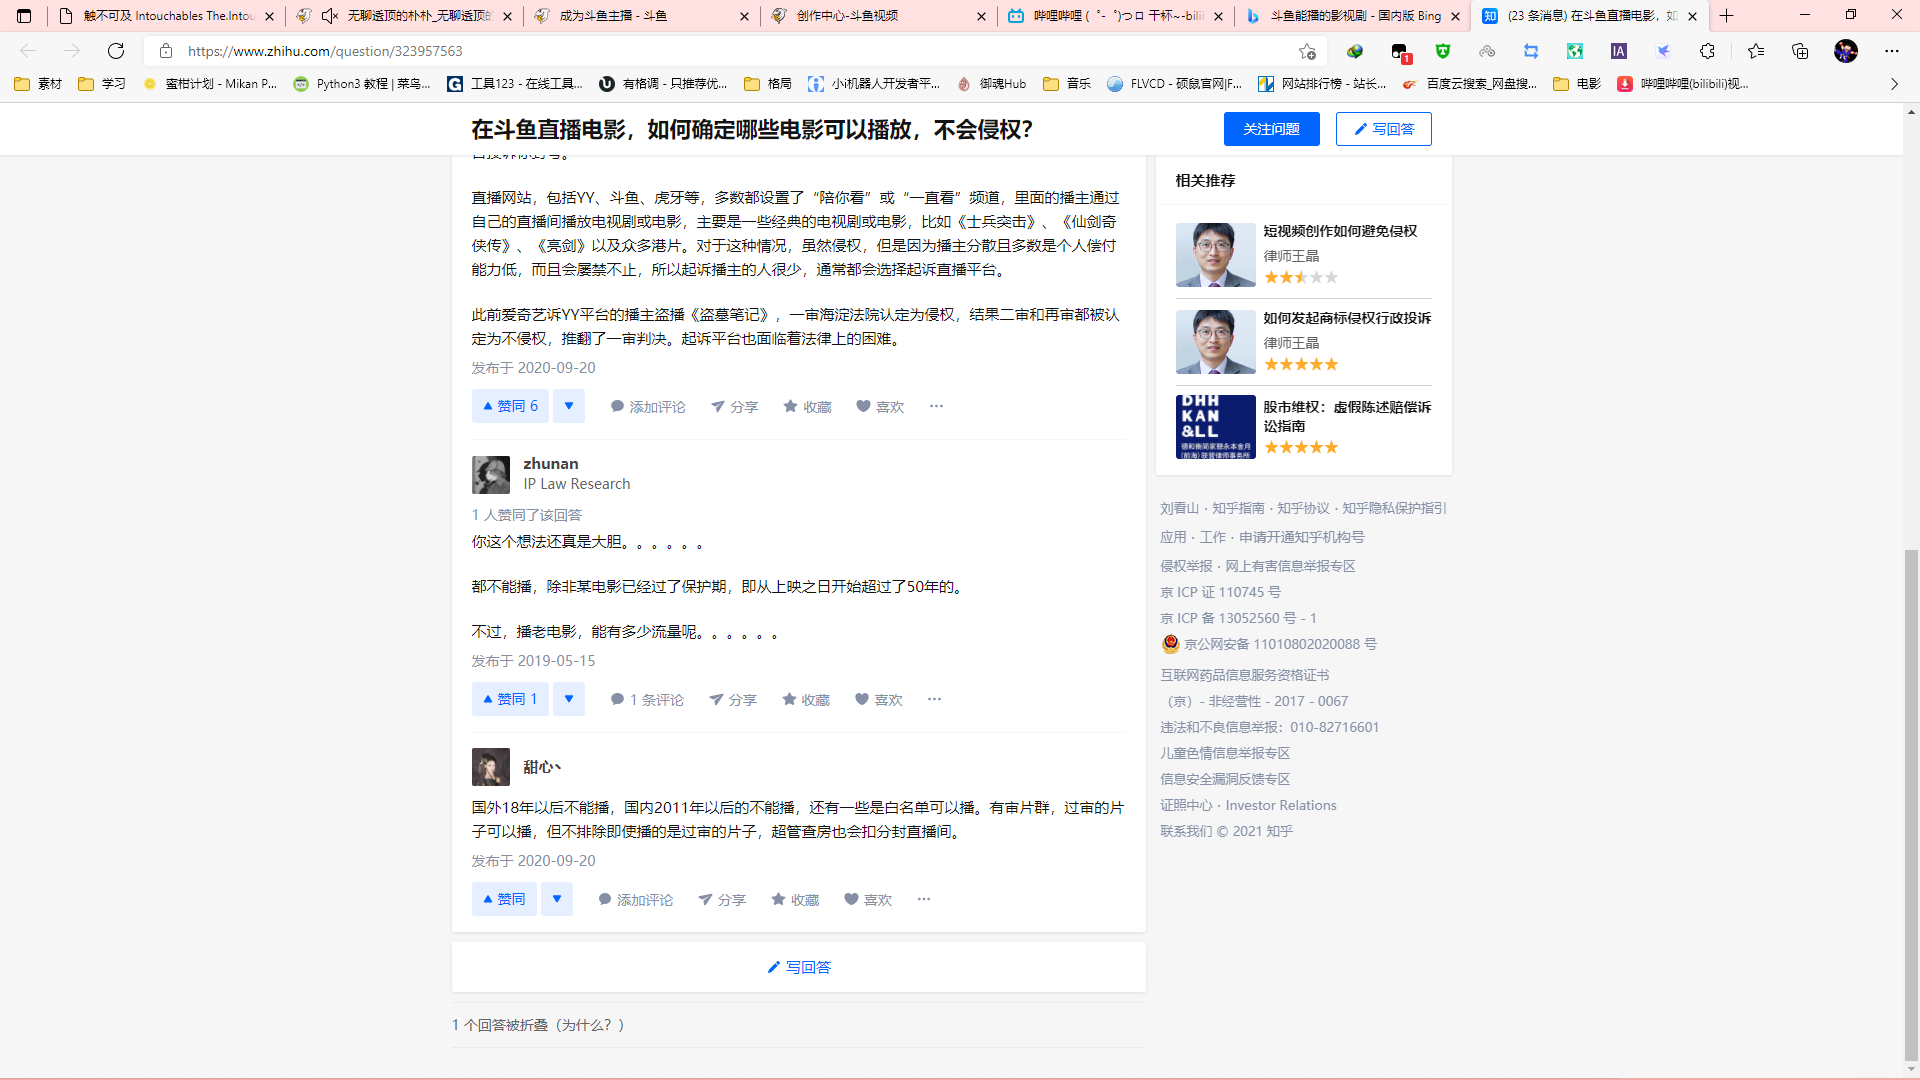 触不可及 Intouchables The.Intou
无聊透顶的朴朴_无聊透顶的
成为斗鱼主播 - 斗鱼
创作中心-斗鱼视频
哔哩哔哩 ( ゜- ゜)つロ 干杯~-bili
斗鱼能播的影视剧 - 国内版 Bing
(23 条消息) 在斗鱼直播电影，如
https://www.zhihu.com/question/323957563
1
IA
素材
学习
蜜柑计划 - Mikan P...
Python3 教程 | 菜鸟...
工具123 - 在线工具...
有格调 - 只推荐优...
格局
小机器人开发者平...
御魂Hub
音乐
FLVCD - 硕鼠官网|F...
网站排行榜 - 站长...
百度云搜索_网盘搜...
电影
哔哩哔哩(bilibili)视...
在斗鱼直播电影，如何确定哪些电影可以播放，不会侵权？
关注问题
写回答
直播网站，包括YY、斗鱼、虎牙等，多数都设置了“陪你看”或“一直看”频道，里面的播主通过
自己的直播间播放电视剧或电影，主要是一些经典的电视剧或电影，比如《士兵突击》、《仙剑奇
侠传》、《亮剑》以及众多港片。对于这种情况，虽然侵权，但是因为播主分散且多数是个人偿付
能力低，而且会屡禁不止，所以起诉播主的人很少，通常都会选择起诉直播平台。
此前爱奇艺诉YY平台的播主盗播《盗墓笔记》，一审海淀法院认定为侵权，结果二审和再审都被认
定为不侵权，推翻了一审判决。起诉平台也面临着法律上的困难。
发布于 2020-09-20
赞同 6
添加评论
分享
收藏
喜欢
zhunan
IP Law Research
1 人赞同了该回答
你这个想法还真是大胆。。。。。。
都不能播，除非某电影已经过了保护期，即从上映之日开始超过了50年的。
不过，播老电影，能有多少流量呢。。。。。。
发布于 2019-05-15
赞同 1
1 条评论
分享
收藏
喜欢
甜心丶
国外18年以后不能播，国内2011年以后的不能播，还有一些是白名单可以播。有审片群，过审的片
子可以播，但不排除即使播的是过审的片子，超管查房也会扣分封直播间。
发布于 2020-09-20
赞同
添加评论
分享
收藏
喜欢
写回答
1 个回答被折叠（为什么？）
相关推荐
短视频创作如何避免侵权
律师王晶
如何发起商标侵权行政投诉
律师王晶
DHH
KAN
&LL
股市维权：虚假陈述赔偿诉
讼指南
刘看山 · 知乎指南 · 知乎协议 · 知乎隐私保护指引
应用 · 工作 · 申请开通知乎机构号
侵权举报 · 网上有害信息举报专区
京 ICP 证 110745 号
京 ICP 备 13052560 号 - 1
京公网安备 11010802020088 号
互联网药品信息服务资格证书
（京）- 非经营性 - 2017 - 0067
违法和不良信息举报：010-82716601
儿童色情信息举报专区
信息安全漏洞反馈专区
证照中心 · Investor Relations
联系我们 © 2021 知乎